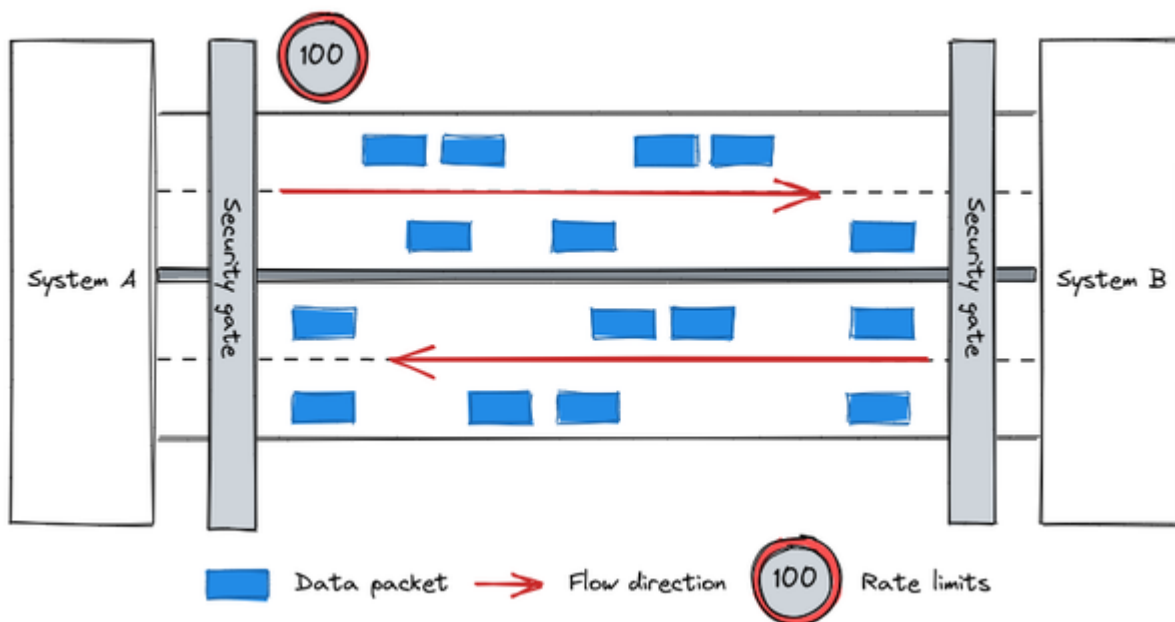 100
System A
Security gate
Security gate
System B
Data packet
Flow direction
100
Rate limits